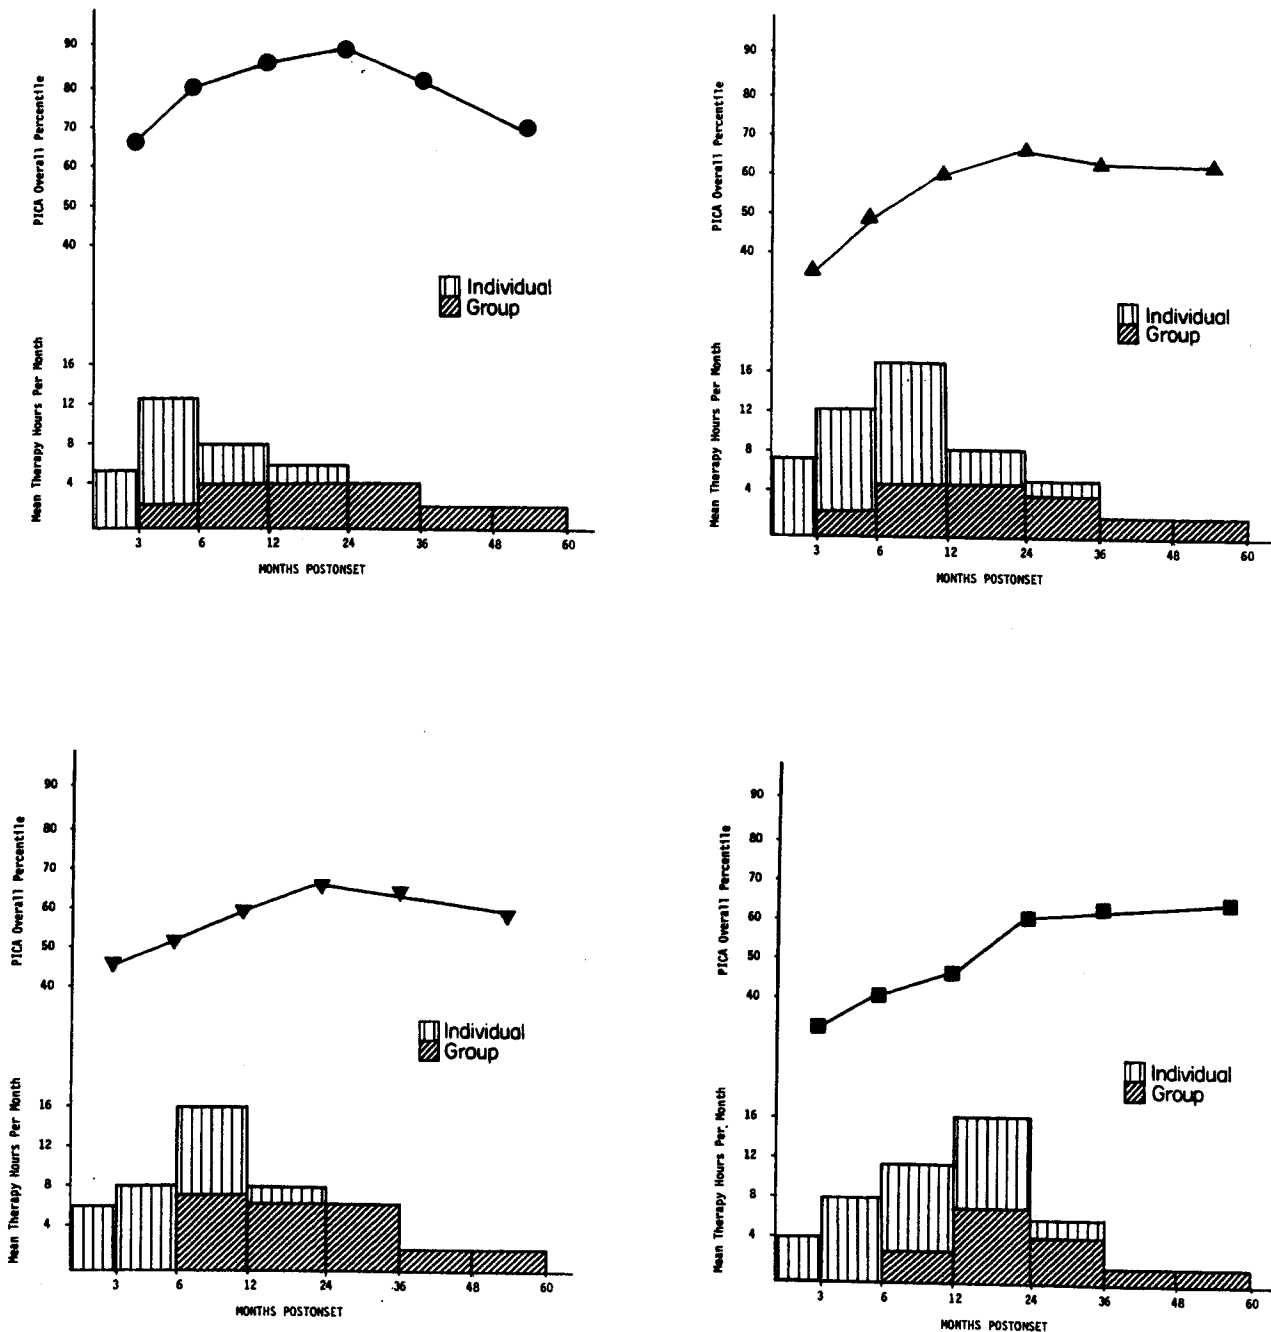 90
80
70
60
50
40
PICA Overall Percentile
Individual
Group
16
12
8
4
Mean Therapy Hours Per Month
3 6 12 24 36 48 60
MONTHS POSTONSET
90
80
70
60
50
40
PICA Overall Percentile
Individual
Group
16
12
8
4
Mean Therapy Hours Per Month
3 6 12 24 36 48 60
MONTHS POSTONSET
90
80
70
60
50
40
PICA Overall Percentile
Individual
Group
16
12
8
4
Mean Therapy Hours Per Month
3 6 12 24 36 48 60
MONTHS POSTONSET
90
80
70
60
50
40
PICA Overall Percentile
Individual
Group
16
12
8
4
Mean Therapy Hours Per Month
3 6 12 24 36 48 60
MONTHS POSTONSET